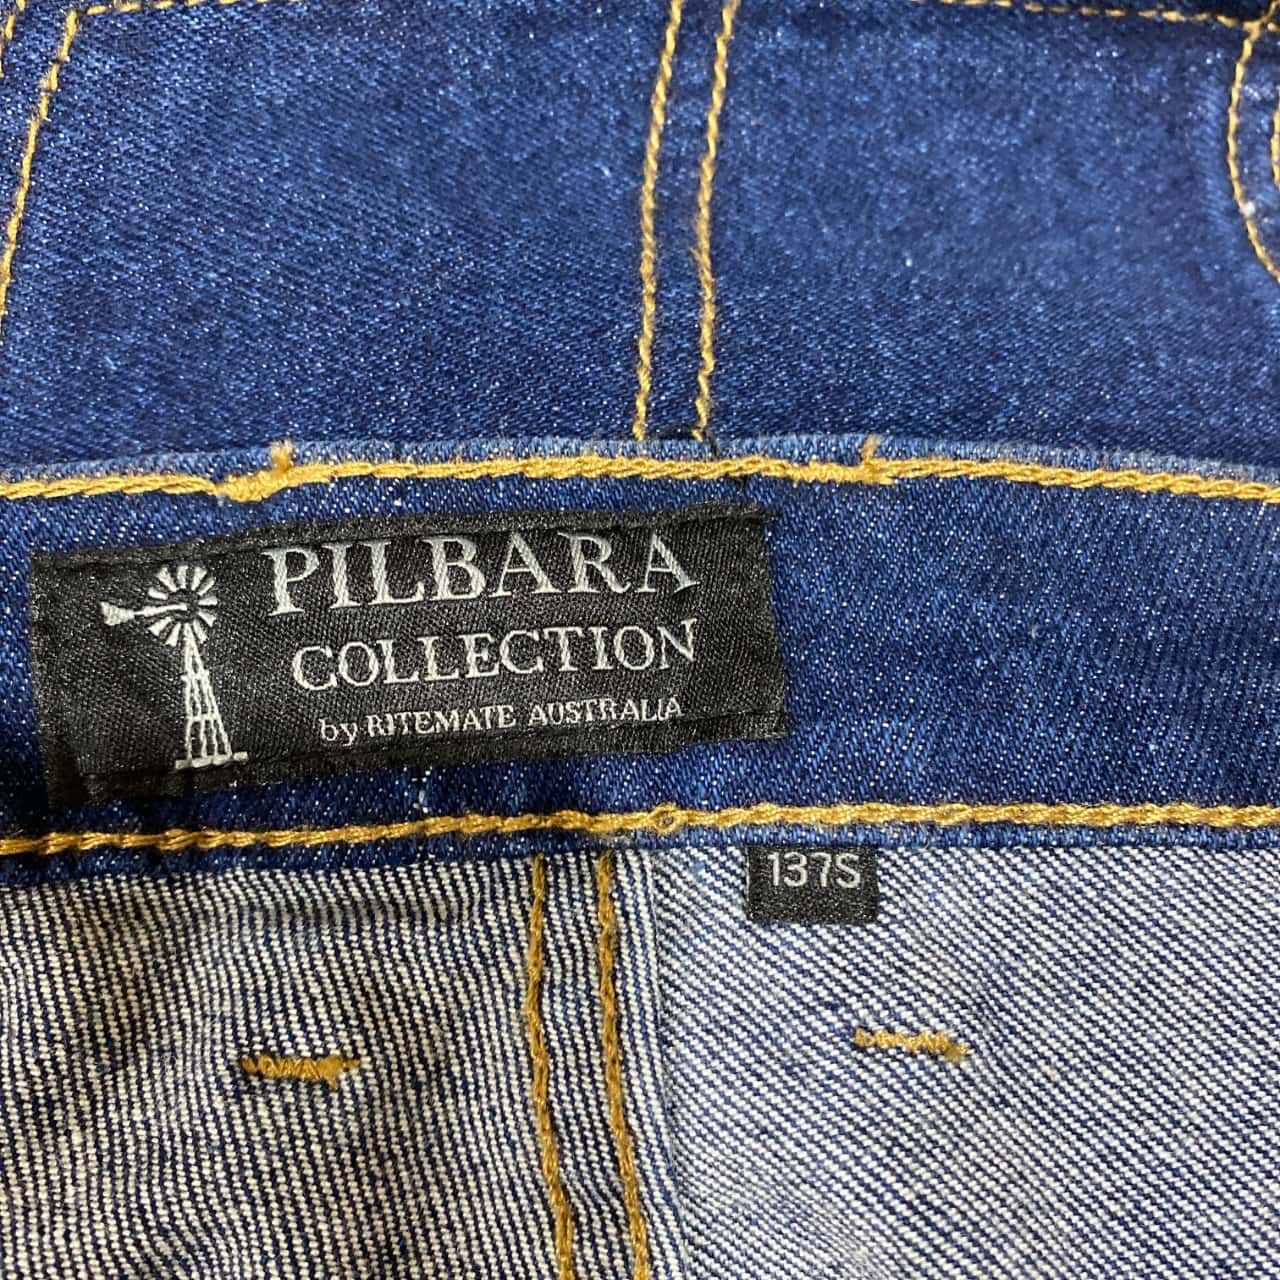 PILBARA
COLLECTION
by RITEMATE AUSTRALIA
137S